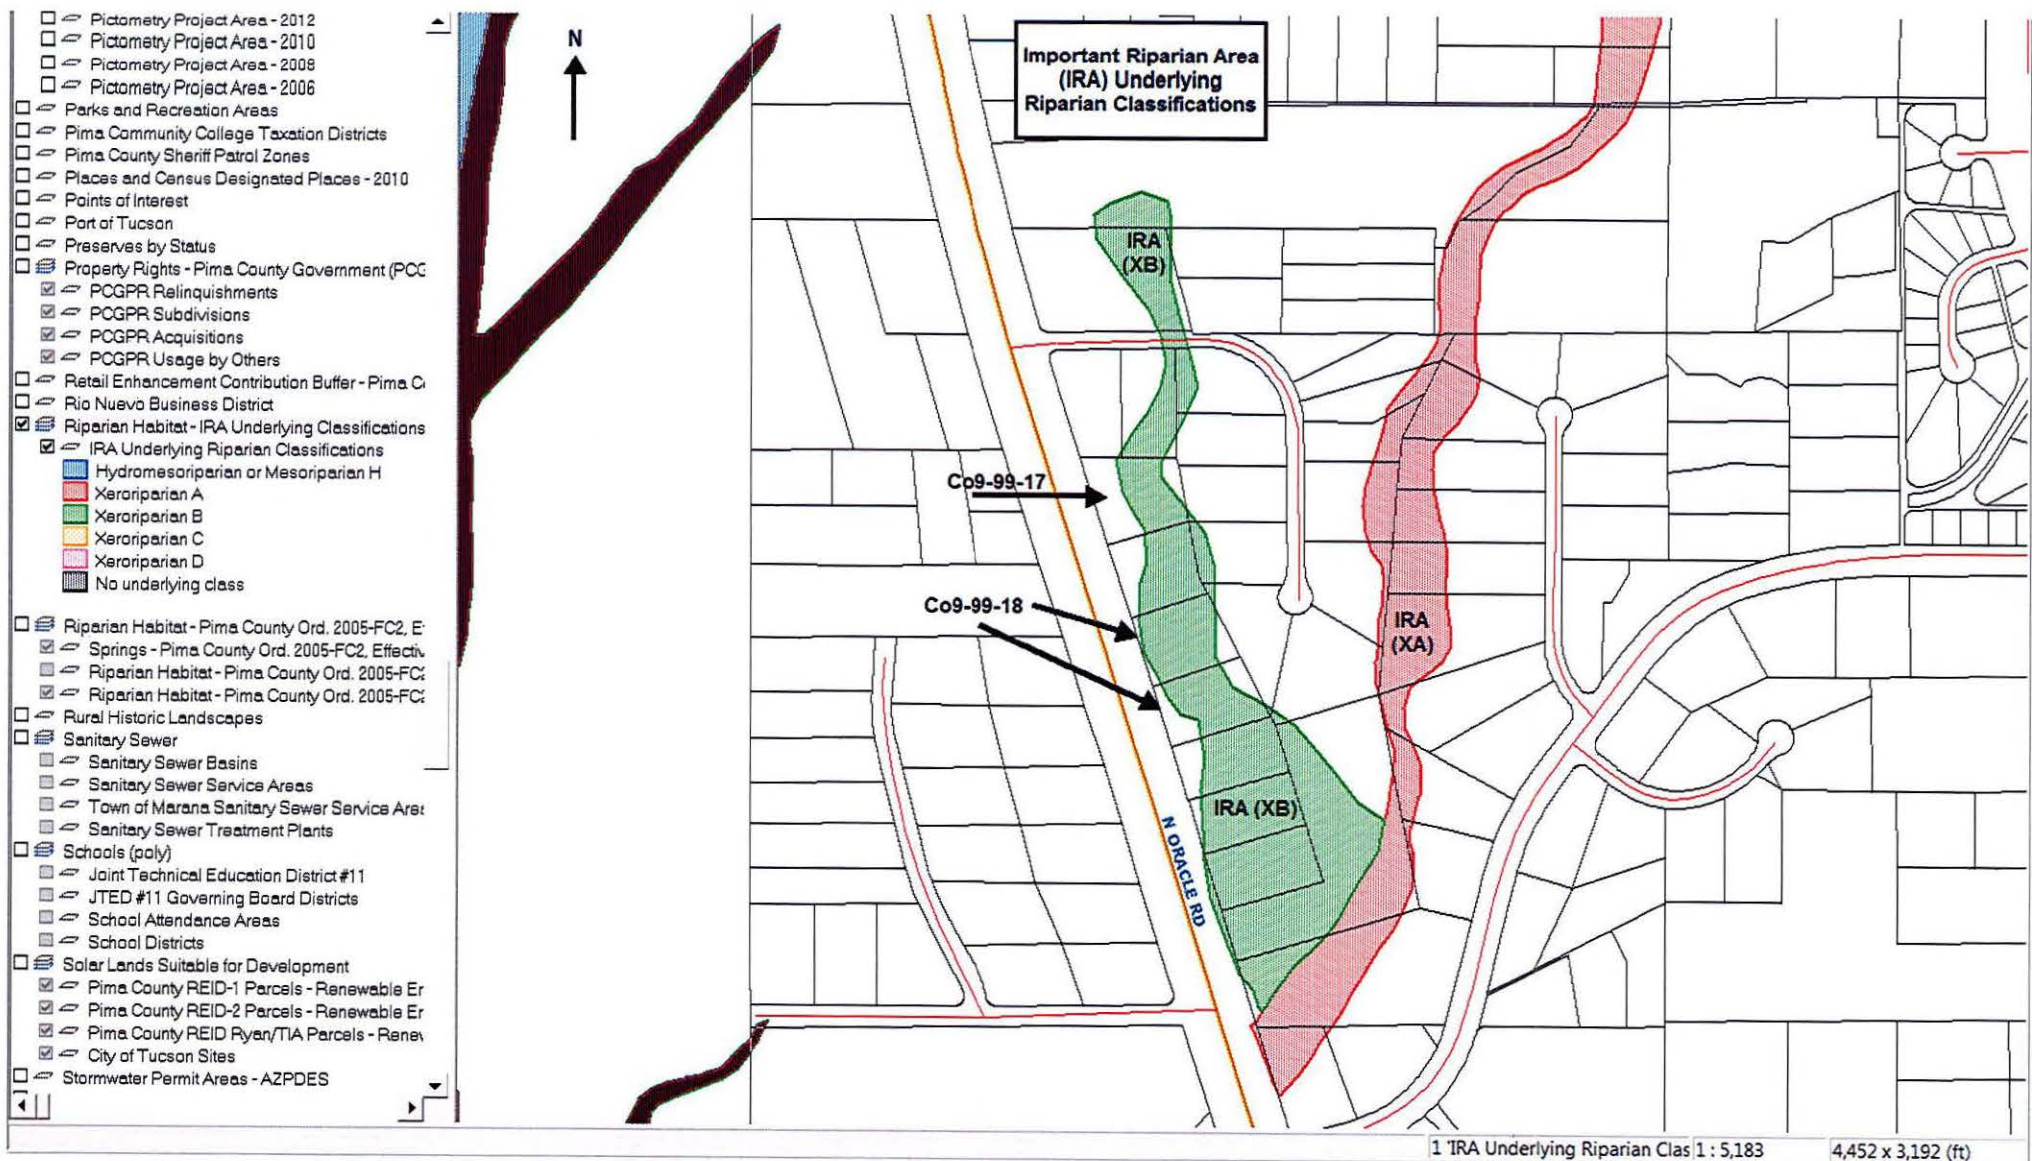 Pictometry Project Area - 2012
Pictometry Project Area - 2010
Pictometry Project Area - 2008
Pictometry Project Area - 2006
Parks and Recreation Areas
Pima Community College Taxation Districts
Pima County Sheriff Patrol Zones
Places and Census Designated Places - 2010
Points of Interest
Port of Tucson
Preserves by Status
Property Rights - Pima County Government (PCG
PCGPR Relinquishments
PCGPR Subdivisions
PCGPR Acquisitions
PCGPR Usage by Others
Retail Enhancement Contribution Buffer - Pima C
Rio Nuevo Business District
Riparian Habitat - IRA Underlying Classifications
IRA Underlying Riparian Classifications
Hydromesoriparian or Mesoriparian H
Xeroriparian A
Xeroriparian B
Xeroriparian C
Xeroriparian D
No underlying class
Riparian Habitat - Pima County Ord. 2005-FC2, E
Springs - Pima County Ord. 2005-FC2, Effectiv
Riparian Habitat - Pima County Ord. 2005-FC2
Riparian Habitat - Pima County Ord. 2005-FC2
Rural Historic Landscapes
Sanitary Sewer
Sanitary Sewer Basins
Sanitary Sewer Service Areas
Town of Marana Sanitary Sewer Service Area
Sanitary Sewer Treatment Plants
Schools (poly)
Joint Technical Education District #11
JTED #11 Governing Board Districts
School Attendance Areas
School Districts
Solar Lands Suitable for Development
Pima County REID-1 Parcels - Renewable Er
Pima County REID-2 Parcels - Renewable Er
Pima County REID Ryan/TIA Parcels - Renev
City of Tucson Sites
Stormwater Permit Areas - AZPDES
N
Important Riparian Area
(IRA) Underlying
Riparian Classifications
IRA
(XB)
Co9-99-17
Co9-99-18
IRA
(XA)
IRA (XB)
N ORACLE RD
1 'IRA Underlying Riparian Clas 1 : 5,183 4,452 x 3,192 (ft)